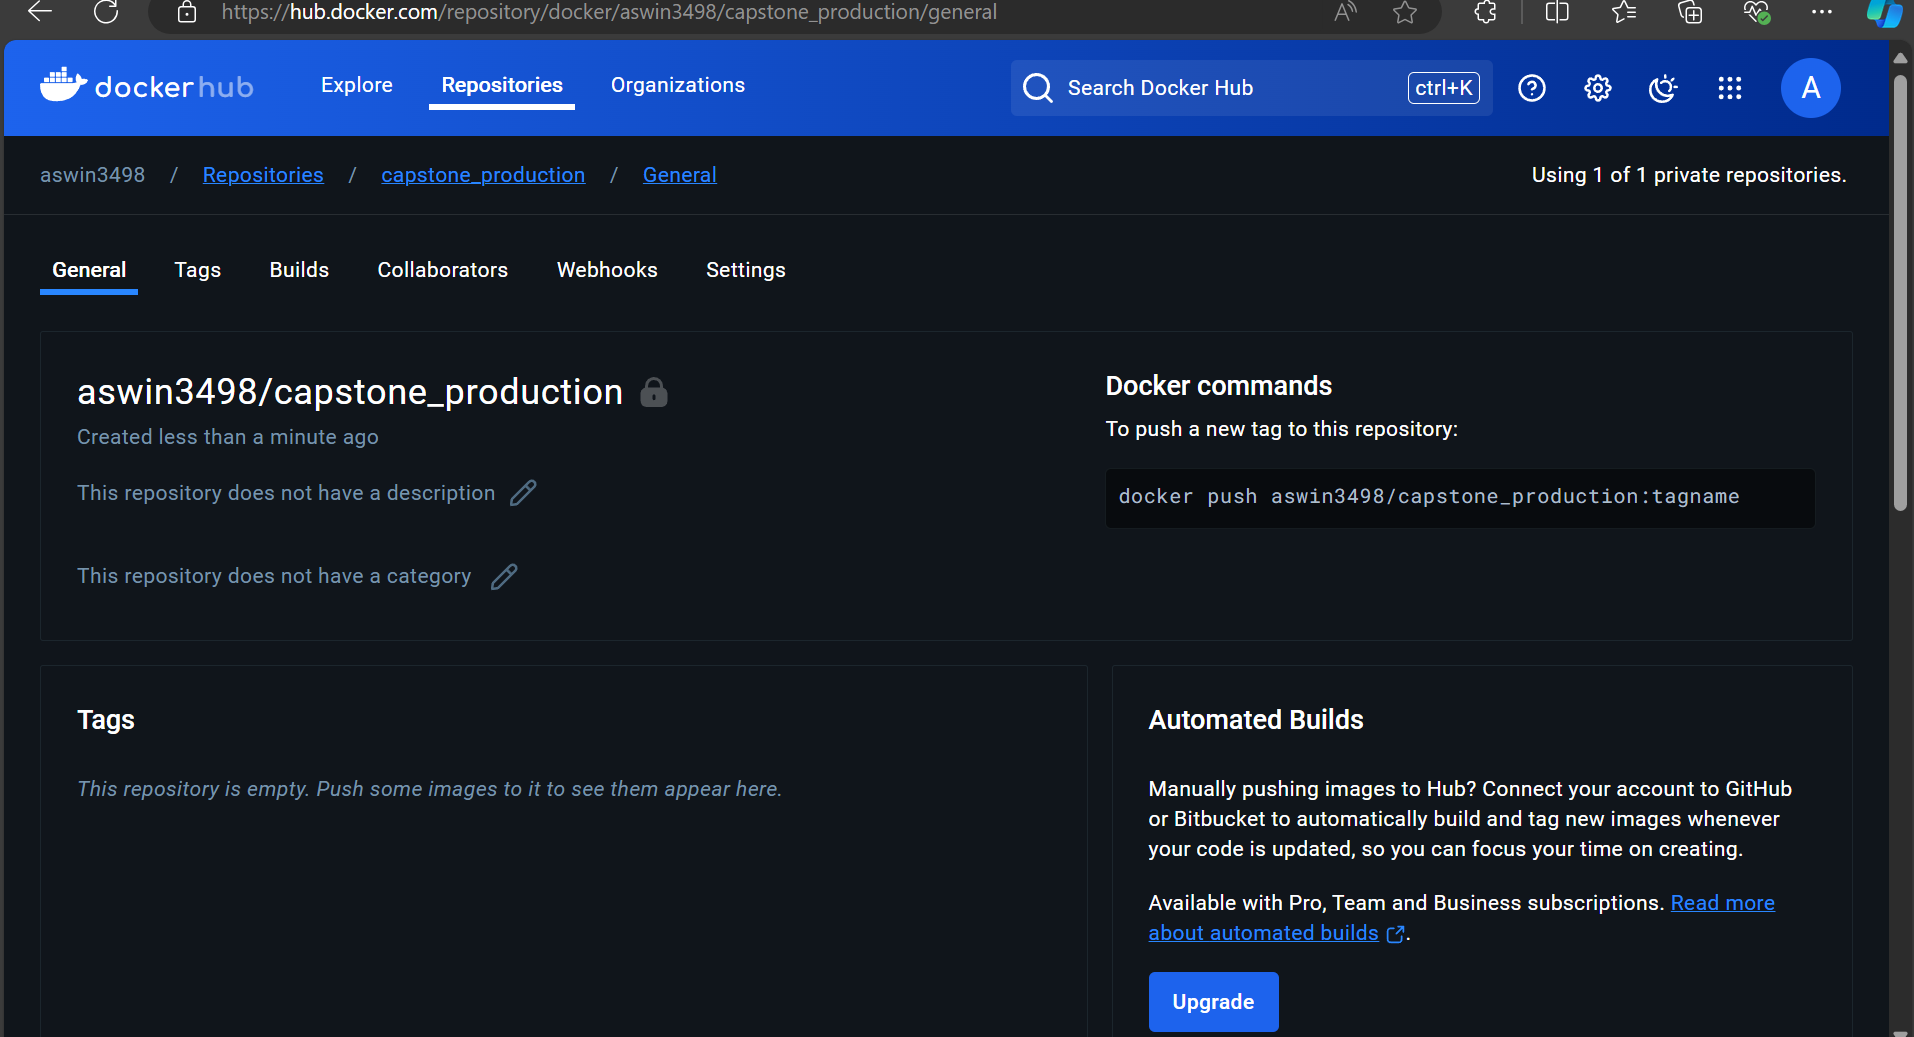 https://hub.docker.com/repository/docker/aswin3498/capstone_production/general
dockerhub
Explore
Repositories
Organizations
Search Docker Hub
ctrl+K
A
aswin3498 / Repositories / capstone_production / General
Using 1 of 1 private repositories.
General
Tags
Builds
Collaborators
Webhooks
Settings
aswin3498/capstone_production
Created less than a minute ago
This repository does not have a description
This repository does not have a category
Docker commands
To push a new tag to this repository:
docker push aswin3498/capstone_production:tagname
Tags
This repository is empty. Push some images to it to see them appear here.
Automated Builds
Manually pushing images to Hub? Connect your account to GitHub
or Bitbucket to automatically build and tag new images whenever
your code is updated, so you can focus your time on creating.
Available with Pro, Team and Business subscriptions. Read more
about automated builds.
Upgrade